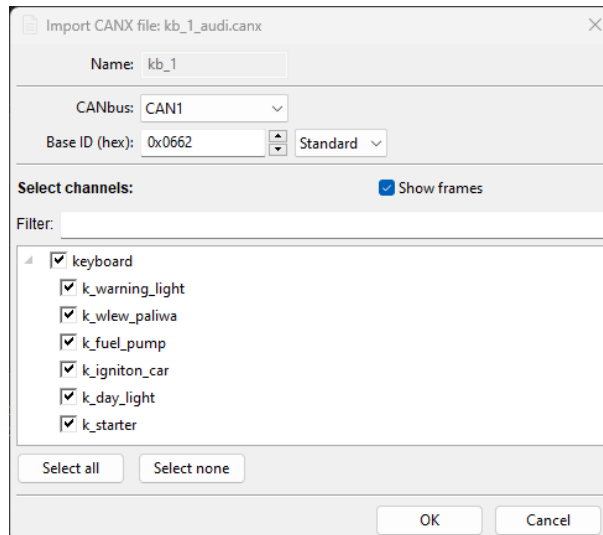 Import CANX file: kb_1_audi.canx
Name: kb_1
CANbus: CAN1
Base ID (hex): 0x0662 Standard
Select channels: Show frames
Filter:
keyboard
k_warning_light
k_wlew_paliwa
k_fuel_pump
k_igniton_car
k_day_light
k_starter
Select all Select none
OK Cancel